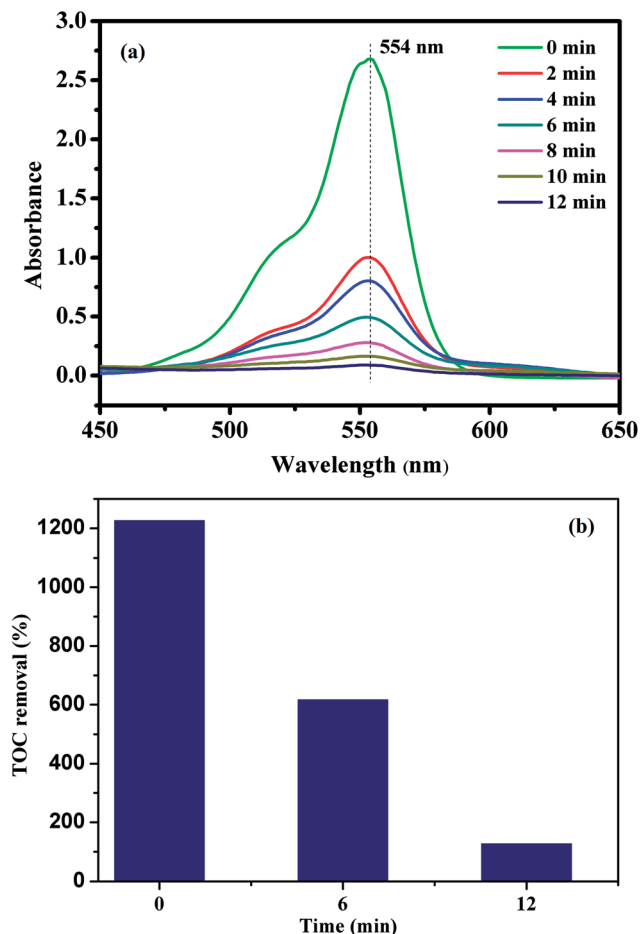 (a)
554 nm
0 min
2 min
4 min
6 min
8 min
10 min
12 min
3.0
2.5
2.0
1.5
1.0
0.5
0.0
Absorbance
450 500 550 600 650
Wavelength (nm)
(b)
1200
1000
800
600
400
200
0
TOC removal (%)
0 6 12
Time (min)